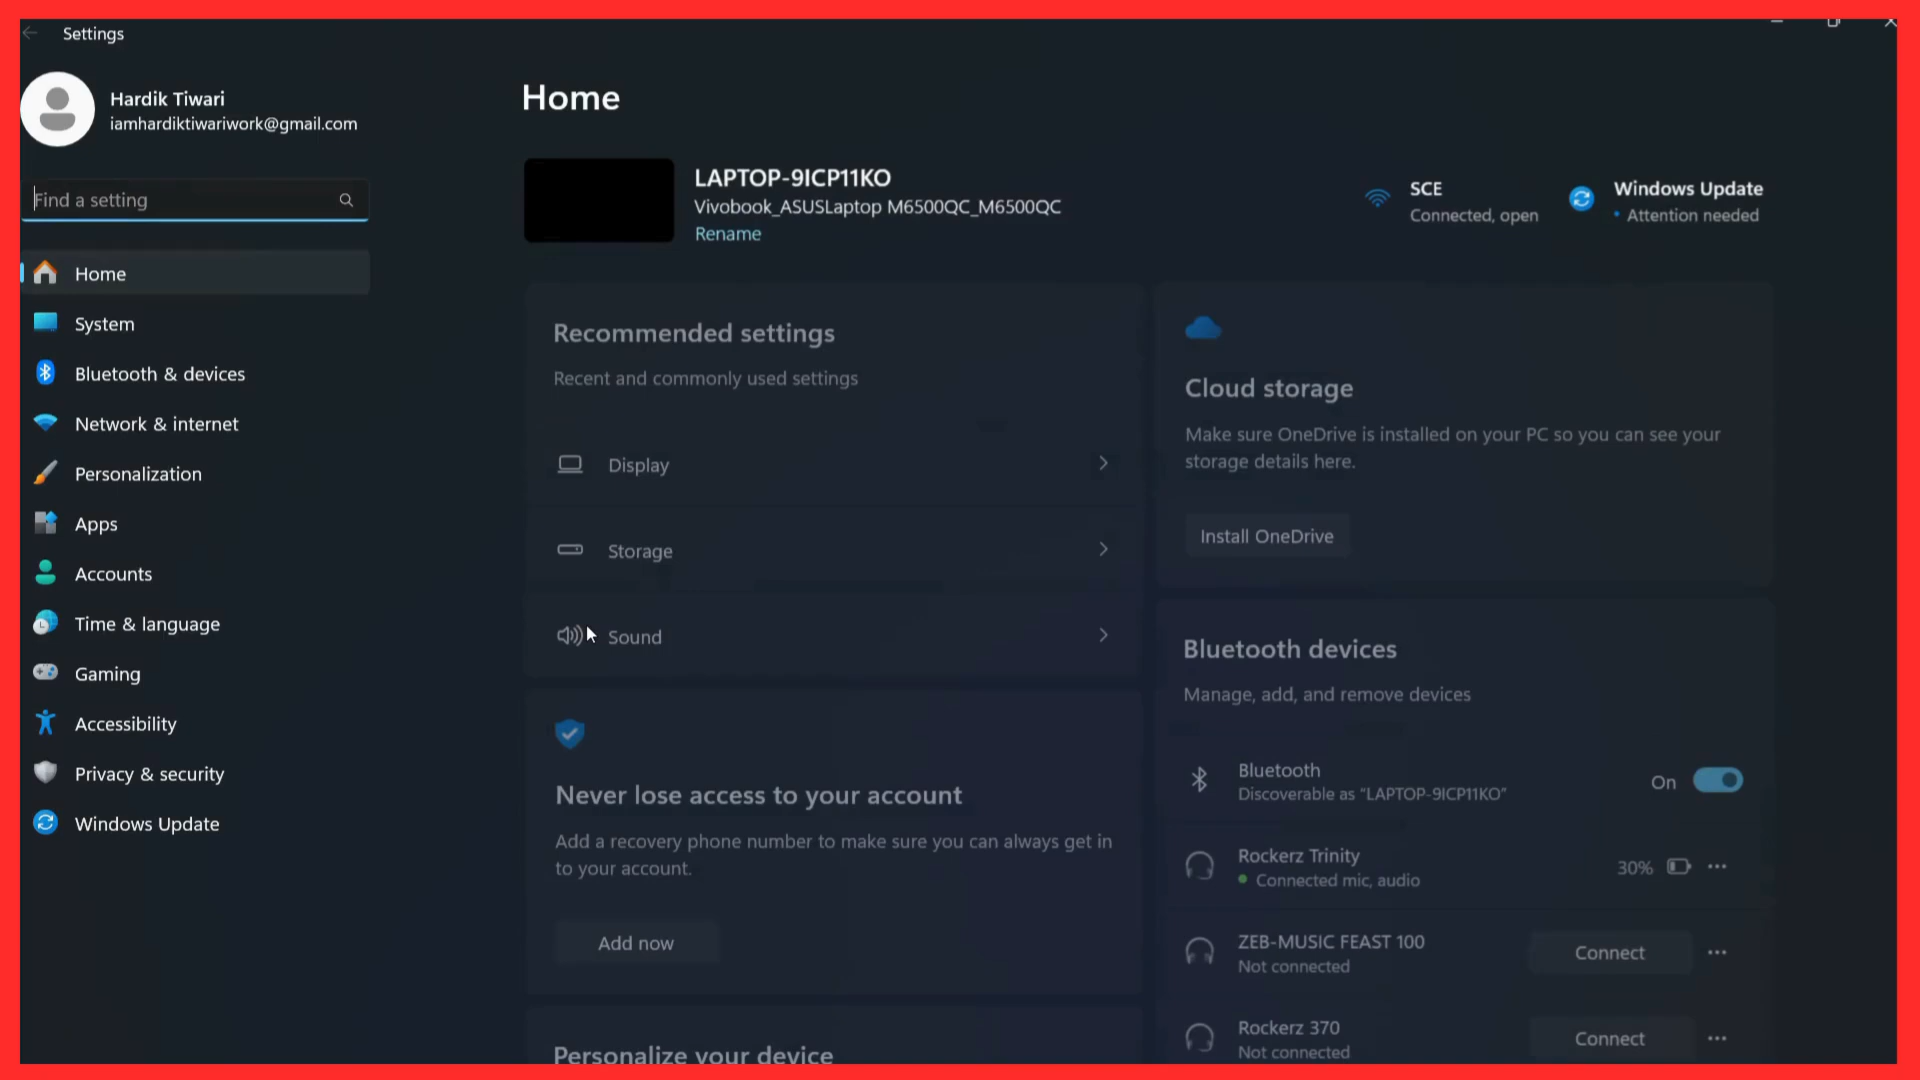 Settings
Hardik Tiwari
iamhardiktiwariwork@gmail.com
Find a setting
Home
System
Bluetooth & devices
Network & internet
Personalization
Apps
Accounts
Time & language
Gaming
Accessibility
Privacy & security
Windows Update
Home
LAPTOP-9ICP11KO
Vivobook_ASUSLaptop M6500QC_M6500QC
Rename
SCE
Connected, open
Windows Update
• Attention needed
Recommended settings
Recent and commonly used settings
Display
Storage
Sound
Never lose access to your account
Add a recovery phone number to make sure you can always get in
to your account.
Add now
Personalize your device
Cloud storage
Make sure OneDrive is installed on your PC so you can see your
storage details here.
Install OneDrive
Bluetooth devices
Manage, add, and remove devices
Bluetooth
Discoverable as “LAPTOP-9ICP11KO”
On
Rockerz Trinity
Connected mic, audio
30%
ZEB-MUSIC FEAST 100
Not connected
Connect
Rockerz 370
Not connected
Connect